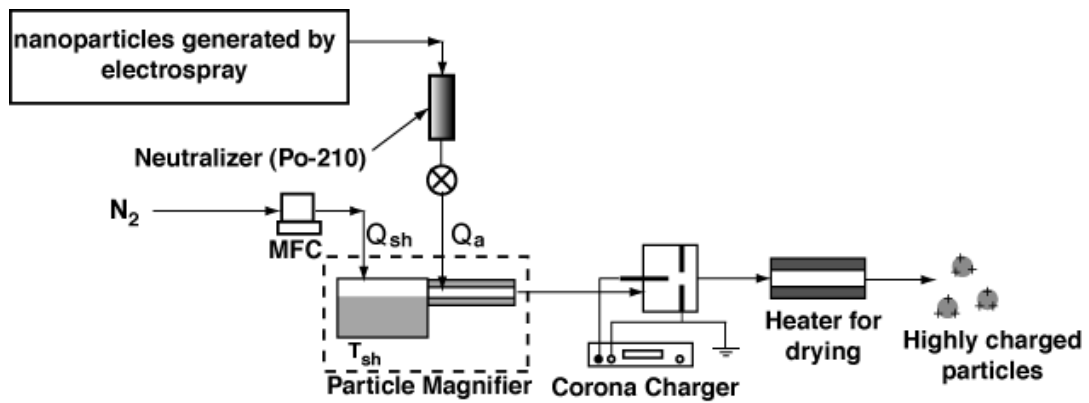 nanoparticles generated by
electrospray
Neutralizer (Po-210)
N2
MFC
Qsh
Qa
Tsh
Particle Magnifier
Corona Charger
Heater for
drying
Highly charged
particles